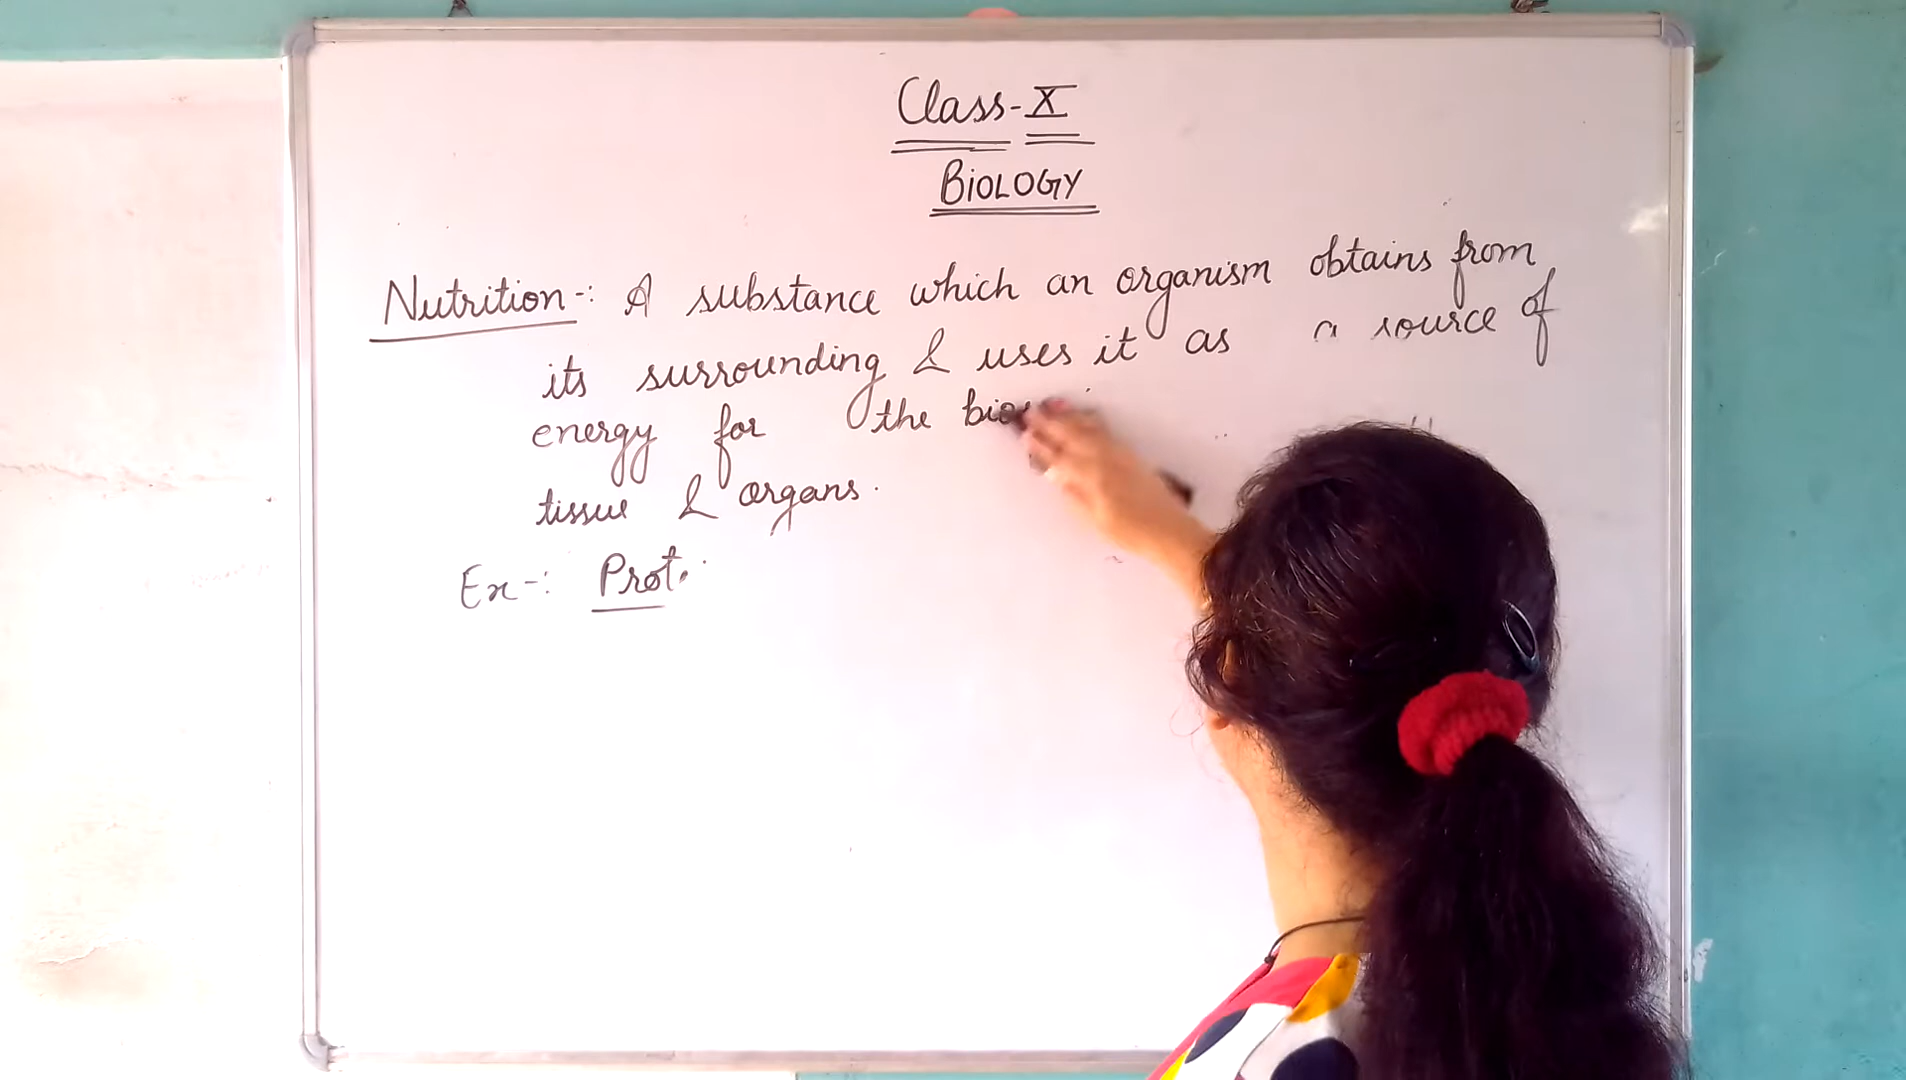 Class-X
BiOLOGY
Nutrition-: A substance which an organism obtains from
its surrounding & uses it as a source of
energy for the
tissue & organs.
Ex-: Prot